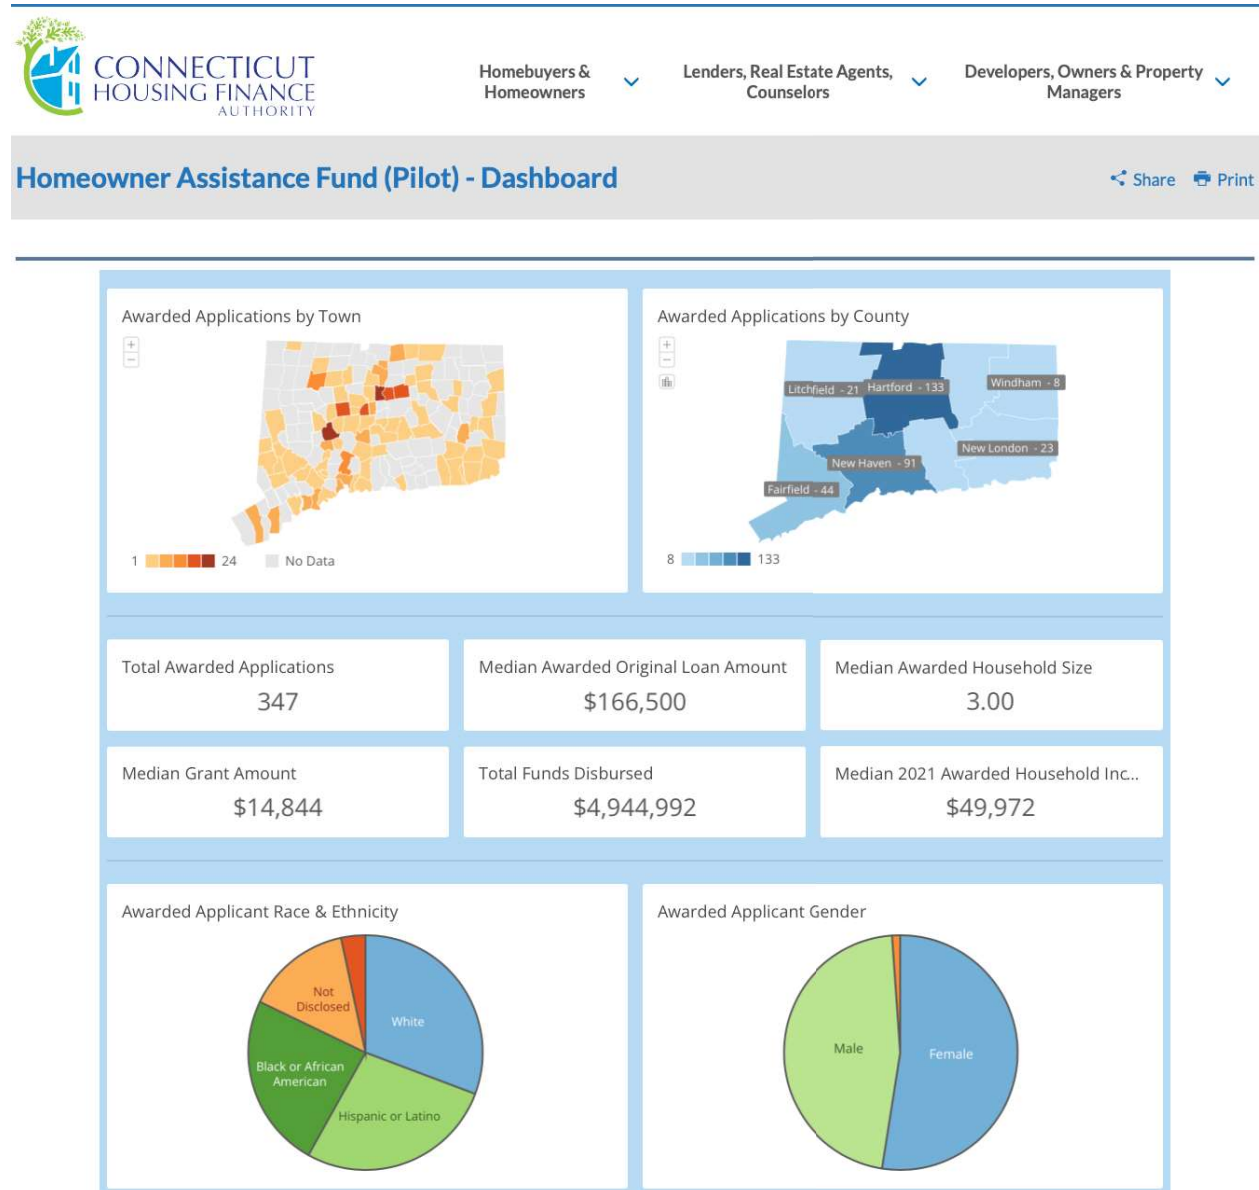 CONNECTICUT
HOUSING FINANCE
AUTHORITY
Homebuyers &
Homeowners
Lenders, Real Estate Agents,
Counselors
Developers, Owners & Property
Managers
Homeowner Assistance Fund (Pilot) - Dashboard
Share
Print
Awarded Applications by Town
+
−
1
24
No Data
Awarded Applications by County
+
−
Litchfield - 21
Hartford - 133
Windham - 8
New London - 23
New Haven - 91
Fairfield - 44
8
133
Total Awarded Applications
347
Median Awarded Original Loan Amount
$166,500
Median Awarded Household Size
3.00
Median Grant Amount
$14,844
Total Funds Disbursed
$4,944,992
Median 2021 Awarded Household Inc...
$49,972
Awarded Applicant Race & Ethnicity
Not
Disclosed
White
Black or African
American
Hispanic or Latino
Awarded Applicant Gender
Male
Female